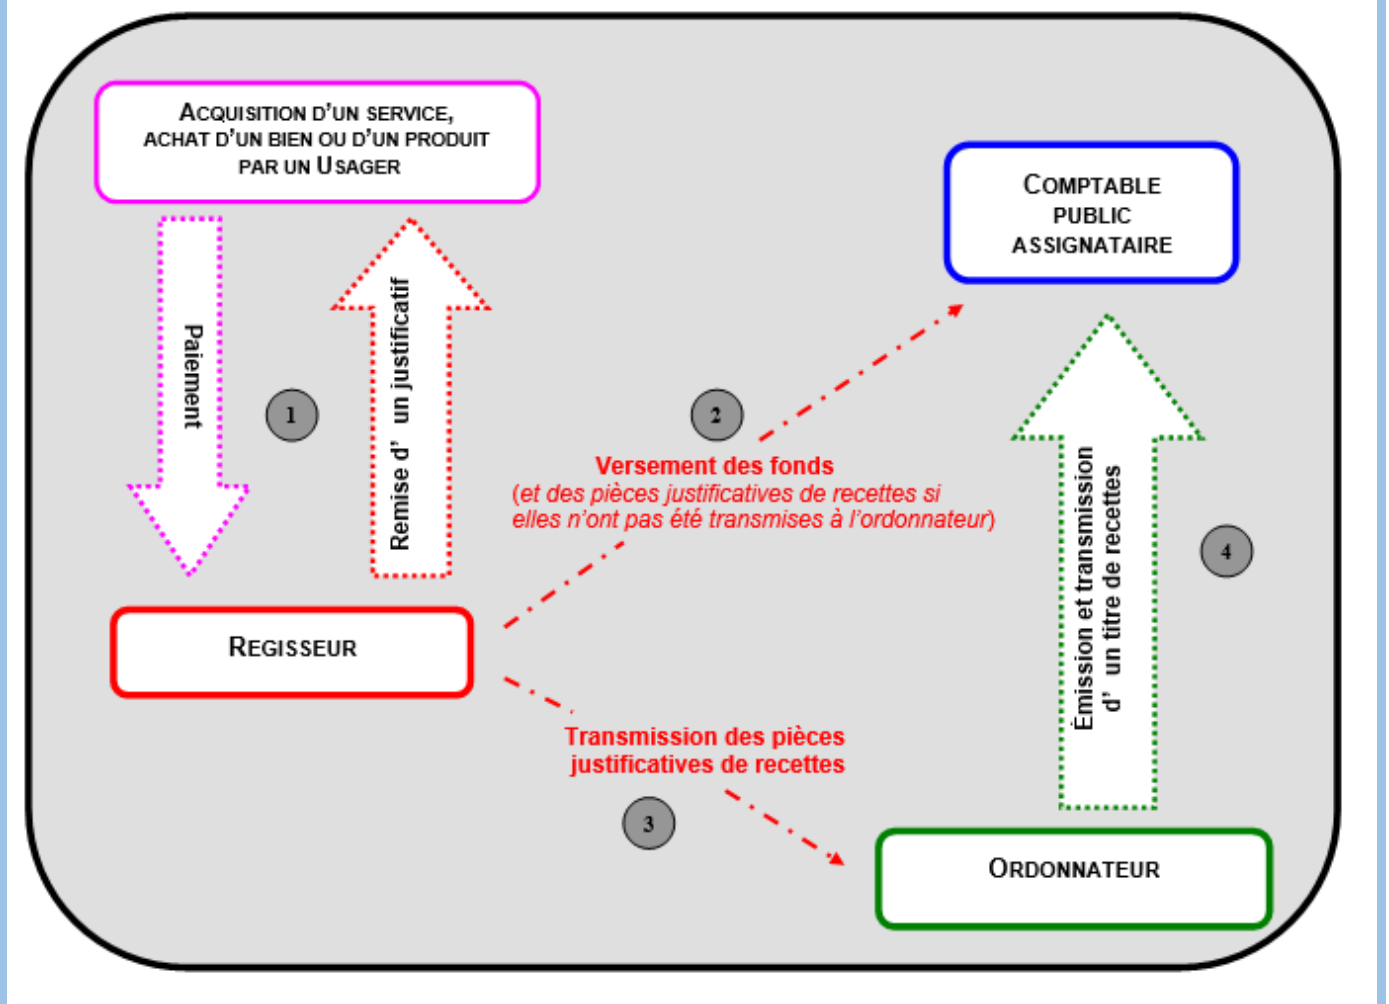 ACQUISITION D'UN SERVICE,
ACHAT D'UN BIEN OU D'UN PRODUIT
PAR UN USAGER
COMPTABLE
PUBLIC
ASSIGNATAIRE
Paiement
1
Remise d' un justificatif
2
Versement des fonds
(et des pièces justificatives de recettes si
elles n'ont pas été transmises à l'ordonnateur)
Émission et transmission
d' un titre de recettes
4
REGISSEUR
Transmission des pièces
justificatives de recettes
3
ORDONNATEUR